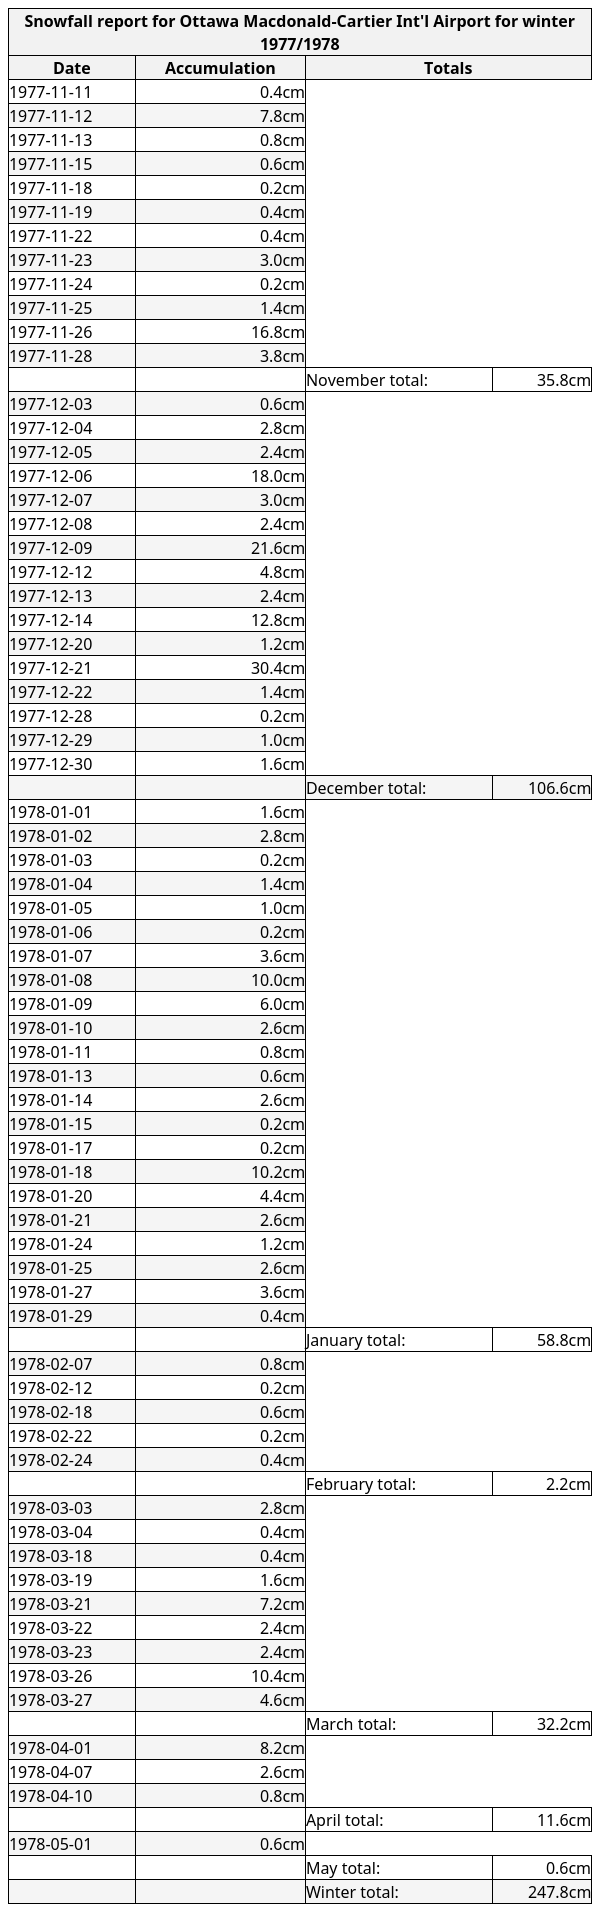 Snowfall report for Ottawa Macdonald-Cartier Int'l Airport for winter
1977/1978
Date Accumulation Totals
1977-11-11 0.4cm
1977-11-12 7.8cm
1977-11-13 0.8cm
1977-11-15 0.6cm
1977-11-18 0.2cm
1977-11-19 0.4cm
1977-11-22 0.4cm
1977-11-23 3.0cm
1977-11-24 0.2cm
1977-11-25 1.4cm
1977-11-26 16.8cm
1977-11-28 3.8cm
November total: 35.8cm
1977-12-03 0.6cm
1977-12-04 2.8cm
1977-12-05 2.4cm
1977-12-06 18.0cm
1977-12-07 3.0cm
1977-12-08 2.4cm
1977-12-09 21.6cm
1977-12-12 4.8cm
1977-12-13 2.4cm
1977-12-14 12.8cm
1977-12-20 1.2cm
1977-12-21 30.4cm
1977-12-22 1.4cm
1977-12-28 0.2cm
1977-12-29 1.0cm
1977-12-30 1.6cm
December total: 106.6cm
1978-01-01 1.6cm
1978-01-02 2.8cm
1978-01-03 0.2cm
1978-01-04 1.4cm
1978-01-05 1.0cm
1978-01-06 0.2cm
1978-01-07 3.6cm
1978-01-08 10.0cm
1978-01-09 6.0cm
1978-01-10 2.6cm
1978-01-11 0.8cm
1978-01-13 0.6cm
1978-01-14 2.6cm
1978-01-15 0.2cm
1978-01-17 0.2cm
1978-01-18 10.2cm
1978-01-20 4.4cm
1978-01-21 2.6cm
1978-01-24 1.2cm
1978-01-25 2.6cm
1978-01-27 3.6cm
1978-01-29 0.4cm
January total: 58.8cm
1978-02-07 0.8cm
1978-02-12 0.2cm
1978-02-18 0.6cm
1978-02-22 0.2cm
1978-02-24 0.4cm
February total: 2.2cm
1978-03-03 2.8cm
1978-03-04 0.4cm
1978-03-18 0.4cm
1978-03-19 1.6cm
1978-03-21 7.2cm
1978-03-22 2.4cm
1978-03-23 2.4cm
1978-03-26 10.4cm
1978-03-27 4.6cm
March total: 32.2cm
1978-04-01 8.2cm
1978-04-07 2.6cm
1978-04-10 0.8cm
April total: 11.6cm
1978-05-01 0.6cm
May total: 0.6cm
Winter total: 247.8cm